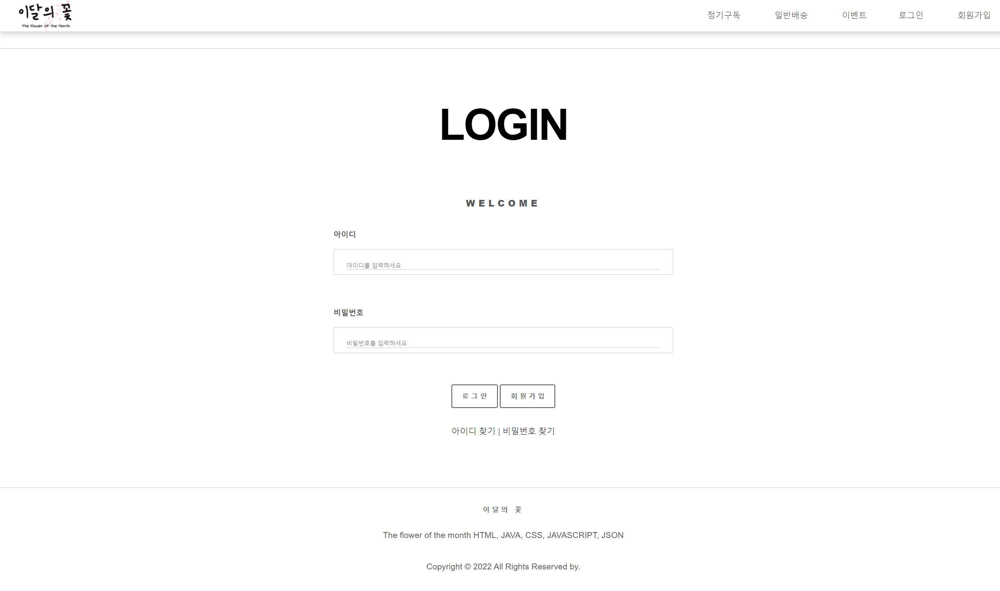 이달의 꽃
The Flower of the Month
정기구독 일반배송 이벤트 로그인 회원가입
LOGIN
WELCOME
아이디
아이디를 입력하세요
비밀번호
비밀번호를 입력하세요
로그인 회원가입
아이디 찾기 | 비밀번호 찾기
이달의 꽃
The flower of the month HTML, JAVA, CSS, JAVASCRIPT, JSON
Copyright © 2022 All Rights Reserved by.